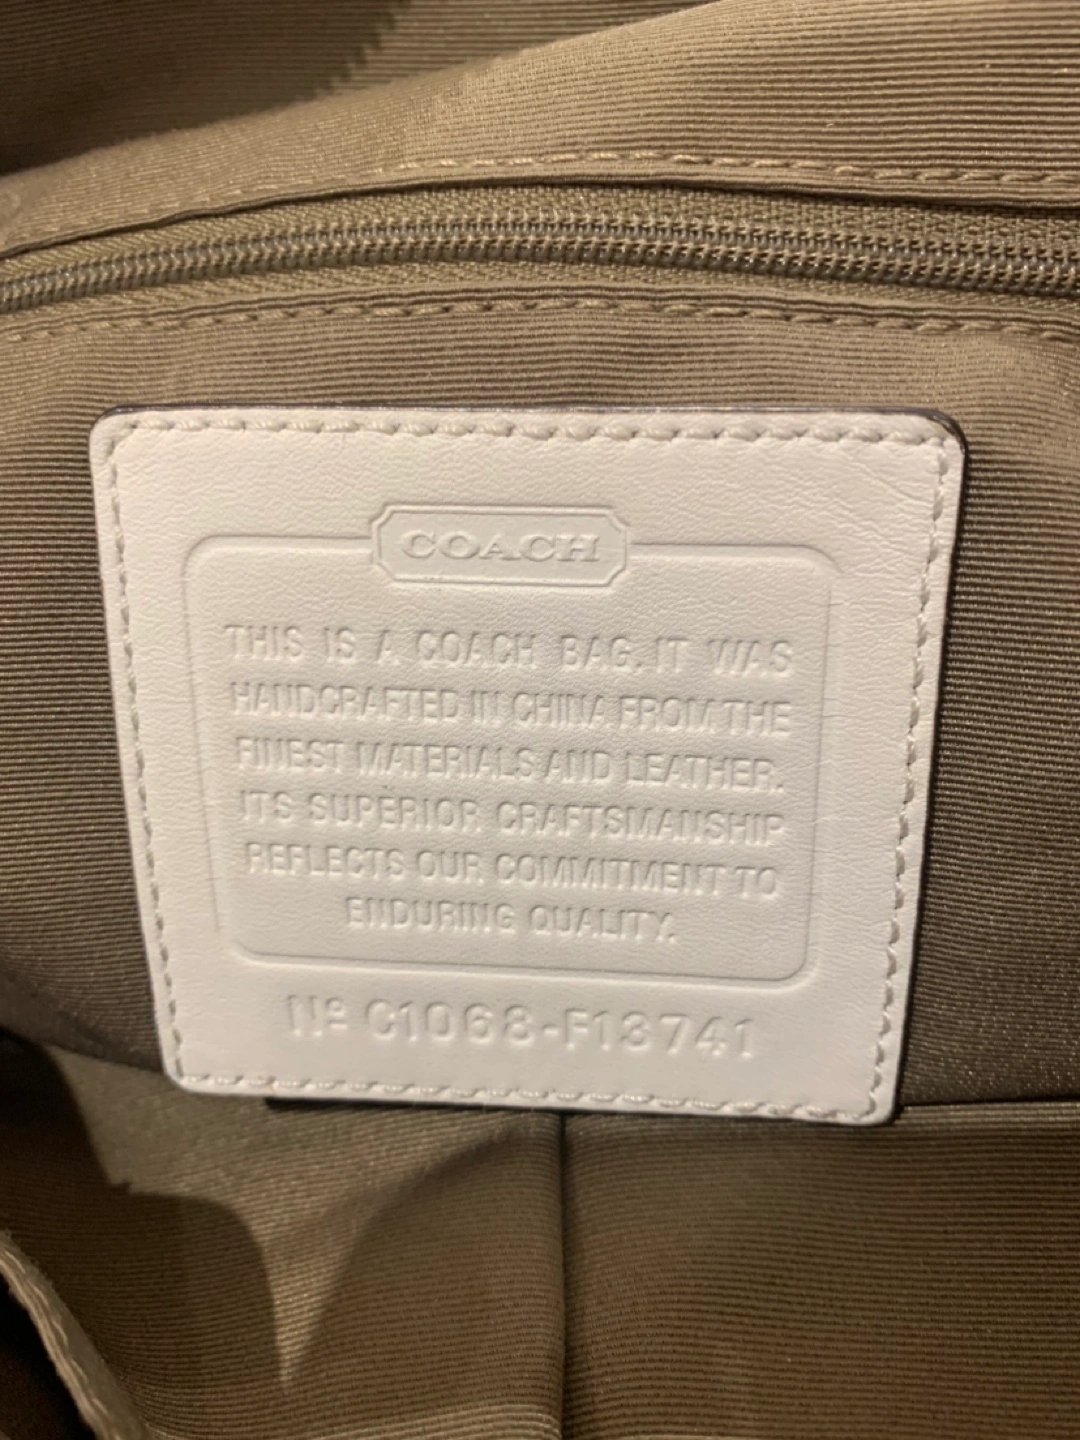 COACH
THIS IS A COACH BAG. IT WAS
HANDCRAFTED IN CHINA FROM THE
FINEST MATERIALS AND LEATHER.
ITS SUPERIOR CRAFTSMANSHIP
REFLECTS OUR COMMITMENT TO
ENDURING QUALITY.
Nº C1068-F13741